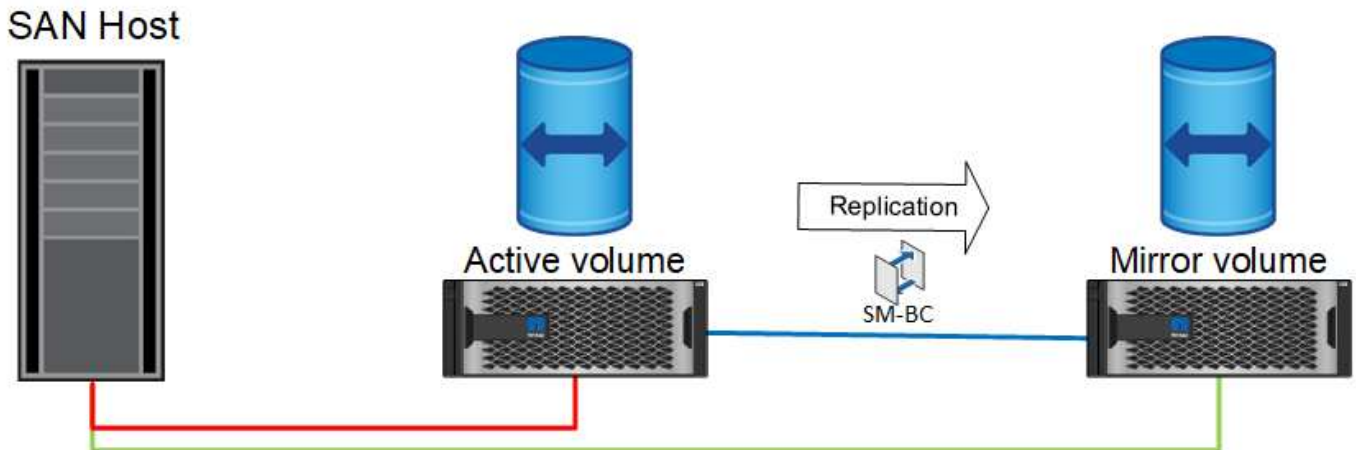 SAN Host
Replication
Active volume
Mirror volume
SM-BC